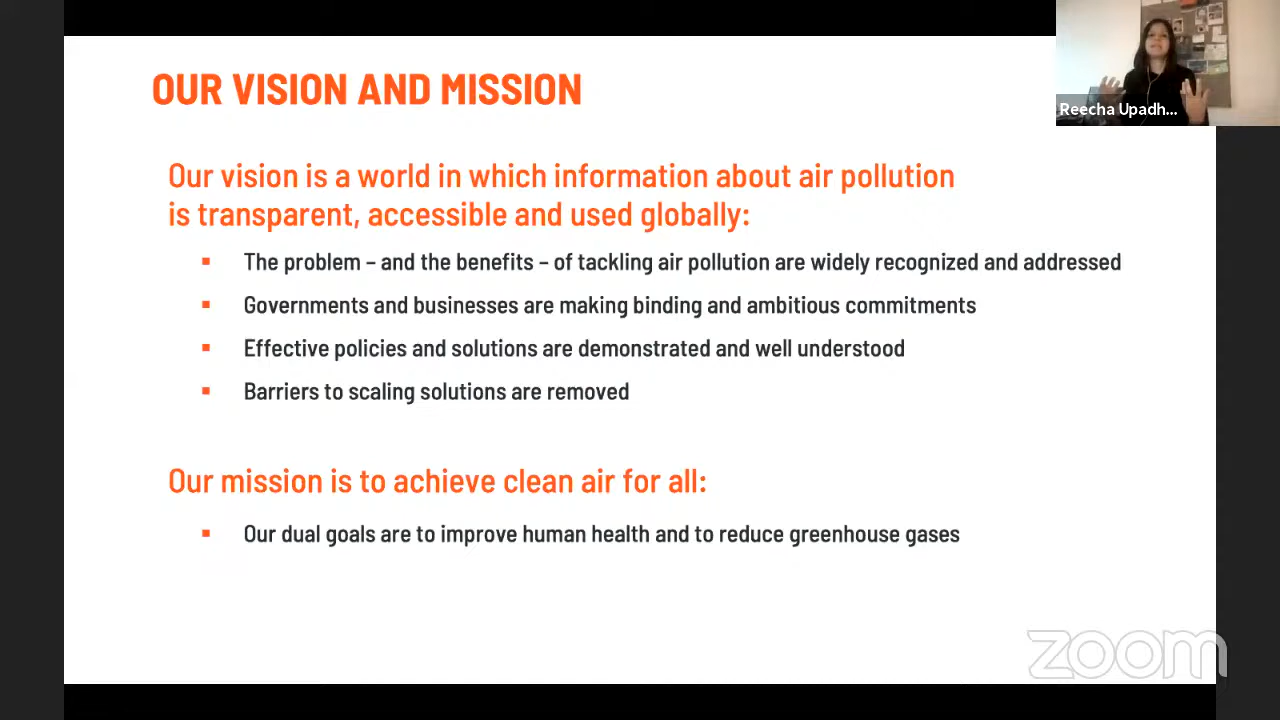 OUR VISION AND MISSION
Reecha Upadh...
Our vision is a world in which information about air pollution
is transparent, accessible and used globally:
▪ The problem – and the benefits – of tackling air pollution are widely recognized and addressed
▪ Governments and businesses are making binding and ambitious commitments
▪ Effective policies and solutions are demonstrated and well understood
▪ Barriers to scaling solutions are removed
Our mission is to achieve clean air for all:
▪ Our dual goals are to improve human health and to reduce greenhouse gases
zoom